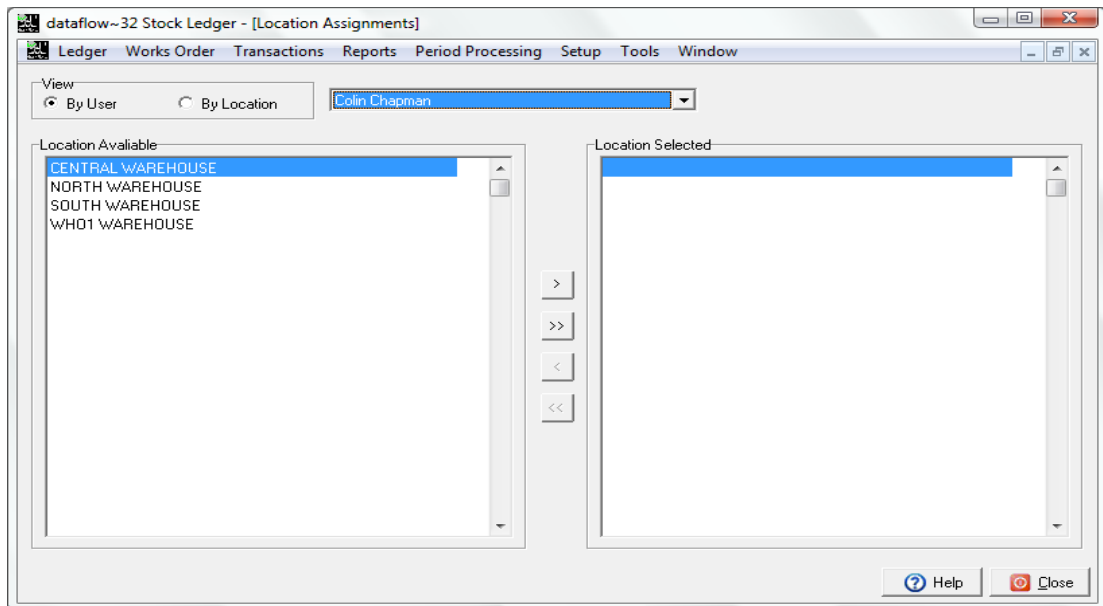 dataflow~32 Stock Ledger - [Location Assignments]
Ledger Works Order Transactions Reports Period Processing Setup Tools Window
View
By User By Location Colin Chapman
Location Avaliable Location Selected
CENTRAL WAREHOUSE
NORTH WAREHOUSE
SOUTH WAREHOUSE
WH01 WAREHOUSE
>
>>
<
<<
Help Close